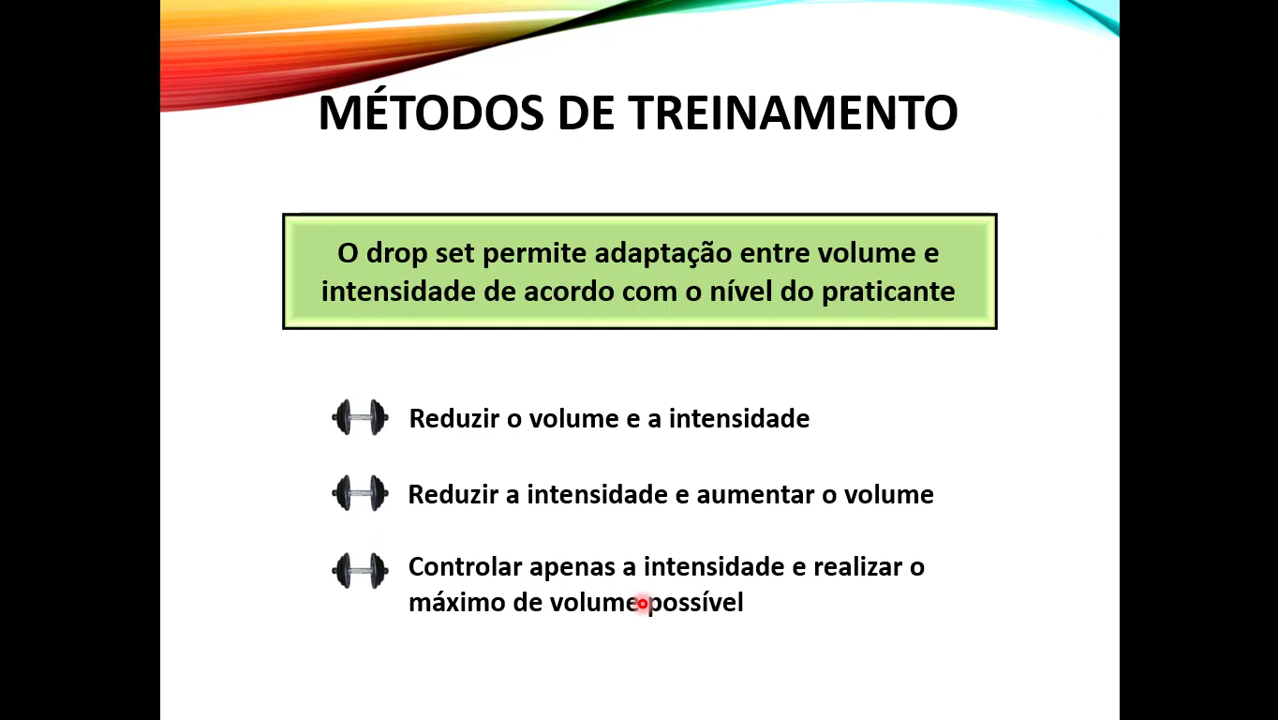 MÉTODOS DE TREINAMENTO
O drop set permite adaptação entre volume e
intensidade de acordo com o nível do praticante
Reduzir o volume e a intensidade
Reduzir a intensidade e aumentar o volume
Controlar apenas a intensidade e realizar o
máximo de volume possível